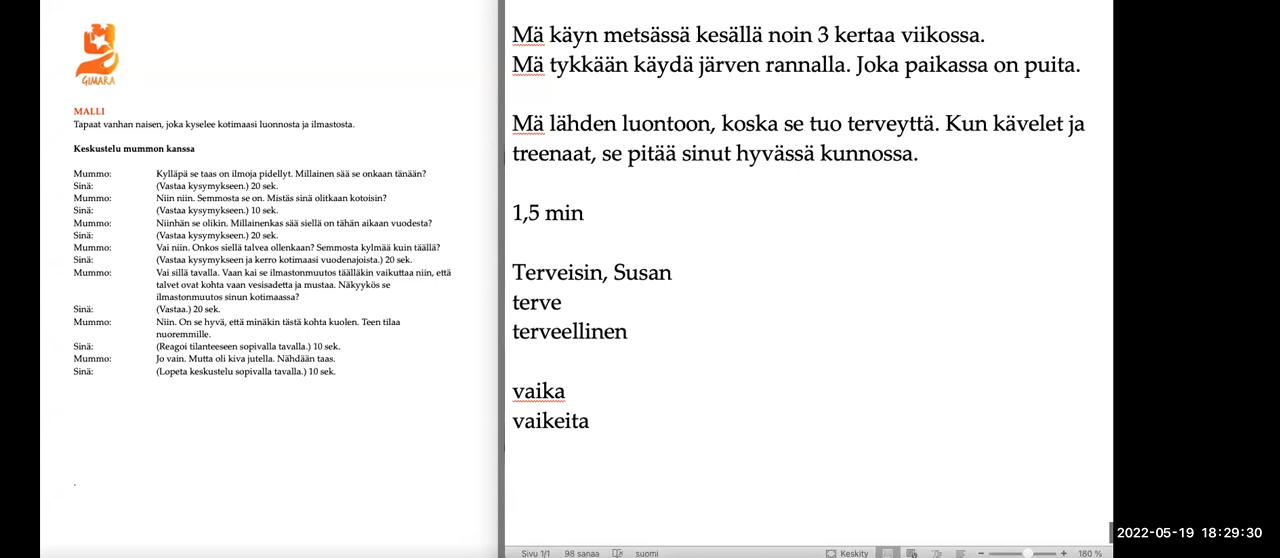 GIMARA
MALLI
Tapaat vanhan naisen, joka kyselee kotimaasi luonnosta ja ilmastosta.
Keskustelu mummon kanssa
Mummo: Kylläpä se taas on ilmoja pidellyt. Millainen sää se onkaan tänään?
Sinä: (Vastaa kysymykseen.) 20 sek.
Mummo: Niin niin. Semmosta se on. Mistäs sinä olitkaan kotoisin?
Sinä: (Vastaa kysymykseen.) 10 sek.
Mummo: Niinhän se olikin. Millainenkas sää siellä on tähän aikaan vuodesta?
Sinä: (Vastaa kysymykseen.) 20 sek.
Mummo: Vai niin. Onkos siellä talvea ollenkaan? Semmosta kylmää kuin täällä?
Sinä: (Vastaa kysymykseen ja kerro kotimaasi vuodenajoista.) 20 sek.
Mummo: Vai sillä tavalla. Vaan kai se ilmastonmuutos täälläkin vaikuttaa niin, että
talvet ovat kohta vaan vesisadetta ja mustaa. Näkyykös se
ilmastonmuutos sinun kotimaassa?
Sinä: (Vastaa.) 20 sek.
Mummo: Niin. On se hyvä, että minäkin tästä kohta kuolen. Teen tilaa
nuoremmille.
Sinä: (Reagoi tilanteeseen sopivalla tavalla.) 10 sek.
Mummo: Jo vain. Mutta oli kiva jutella. Nähdään taas.
Sinä: (Lopeta keskustelu sopivalla tavalla.) 10 sek.
.
Mä käyn metsässä kesällä noin 3 kertaa viikossa.
Mä tykkään käydä järven rannalla. Joka paikassa on puita.
Mä lähden luontoon, koska se tuo terveyttä. Kun kävelet ja
treenaat, se pitää sinut hyvässä kunnossa.
1,5 min
Terveisin, Susan
terve
terveellinen
vaika
vaikeita
Sivu 1/1 98 sanaa suomi Keskity 180 %
2022-05-19 18:29:30